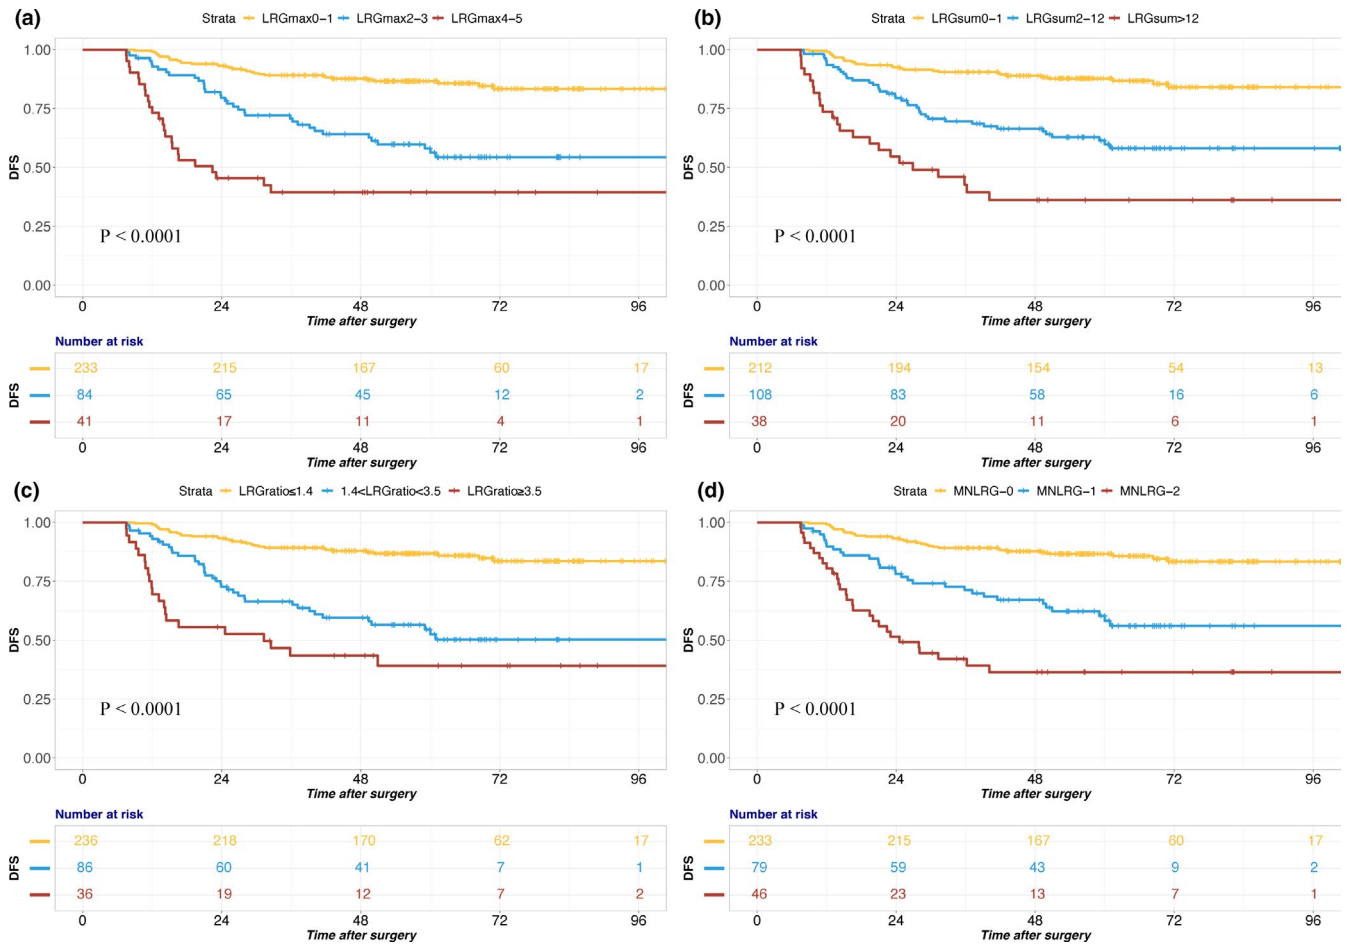 (a) Strata LRGmax0-1 LRGmax2-3 LRGmax4-5
1.00
0.75
0.50
0.25
0.00
DFS
P < 0.0001
0 24 48 72 96
Time after surgery
Number at risk
233 215 167 60 17
84 65 45 12 2
41 17 11 4 1
DFS
0 24 48 72 96
Time after surgery
(b) Strata LRGsum0-1 LRGsum2-12 LRGsum>12
1.00
0.75
0.50
0.25
0.00
DFS
P < 0.0001
0 24 48 72 96
Time after surgery
Number at risk
212 194 154 54 13
108 83 58 16 6
38 20 11 6 1
DFS
0 24 48 72 96
Time after surgery
(c) Strata LRGratio≤1.4 1.4<LRGratio<3.5 LRGratio≥3.5
1.00
0.75
0.50
0.25
0.00
DFS
P < 0.0001
0 24 48 72 96
Time after surgery
Number at risk
236 218 170 62 17
86 60 41 7 1
36 19 12 7 2
DFS
0 24 48 72 96
Time after surgery
(d) Strata MNLRG-0 MNLRG-1 MNLRG-2
1.00
0.75
0.50
0.25
0.00
DFS
P < 0.0001
0 24 48 72 96
Time after surgery
Number at risk
233 215 167 60 17
79 59 43 9 2
46 23 13 7 1
DFS
0 24 48 72 96
Time after surgery